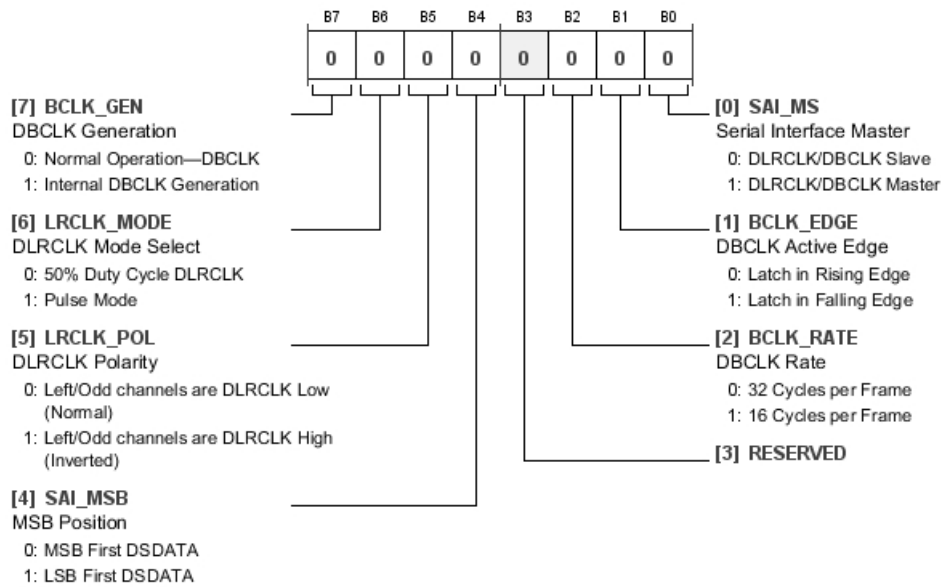 B7 B6 B5 B4 B3 B2 B1 B0
0 0 0 0 0 0 0 0
[7] BCLK_GEN
DBCLK Generation
0: Normal Operation—DBCLK
1: Internal DBCLK Generation
[6] LRCLK_MODE
DLRCLK Mode Select
0: 50% Duty Cycle DLRCLK
1: Pulse Mode
[5] LRCLK_POL
DLRCLK Polarity
0: Left/Odd channels are DLRCLK Low
(Normal)
1: Left/Odd channels are DLRCLK High
(Inverted)
[4] SAI_MSB
MSB Position
0: MSB First DSDATA
1: LSB First DSDATA
[0] SAI_MS
Serial Interface Master
0: DLRCLK/DBCLK Slave
1: DLRCLK/DBCLK Master
[1] BCLK_EDGE
DBCLK Active Edge
0: Latch in Rising Edge
1: Latch in Falling Edge
[2] BCLK_RATE
DBCLK Rate
0: 32 Cycles per Frame
1: 16 Cycles per Frame
[3] RESERVED